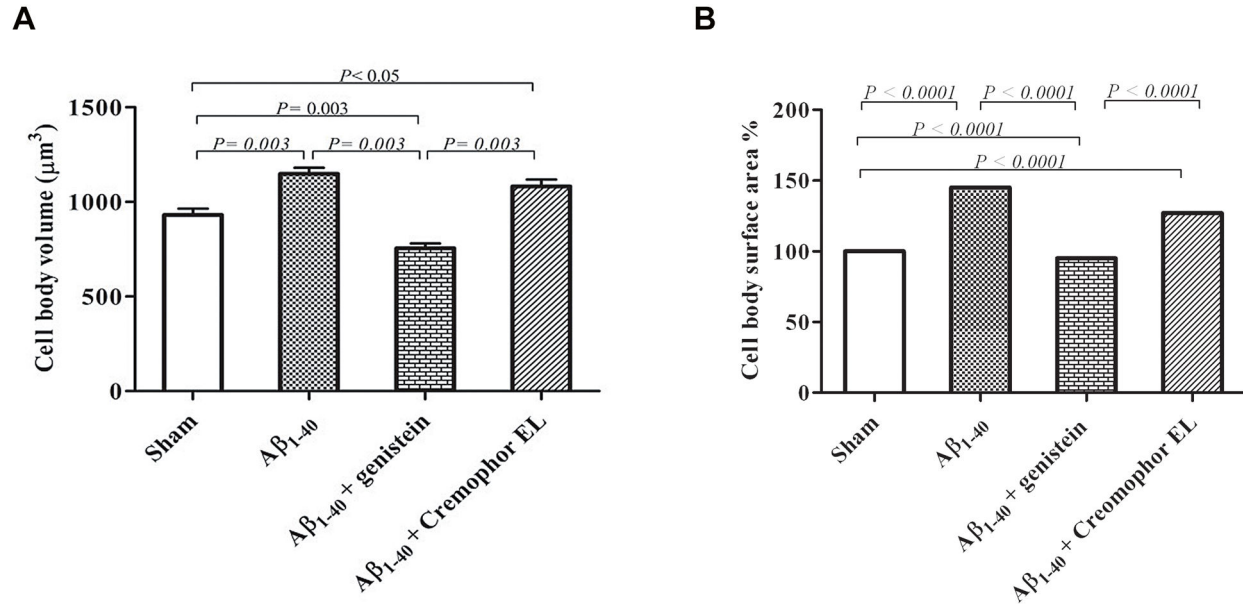 A
P< 0.05
P= 0.003
P= 0.003 P= 0.003 P= 0.003
Cell body volume (μm³)
1500
1000
500
0
Sham
Aβ₁₋₄₀
Aβ₁₋₄₀ + genistein
Aβ₁₋₄₀ + Cremophor EL
B
P < 0.0001 P < 0.0001 P < 0.0001
P < 0.0001
P < 0.0001
Cell body surface area %
200
150
100
50
0
Sham
Aβ₁₋₄₀
Aβ₁₋₄₀ + genistein
Aβ₁₋₄₀ + Creomophor EL